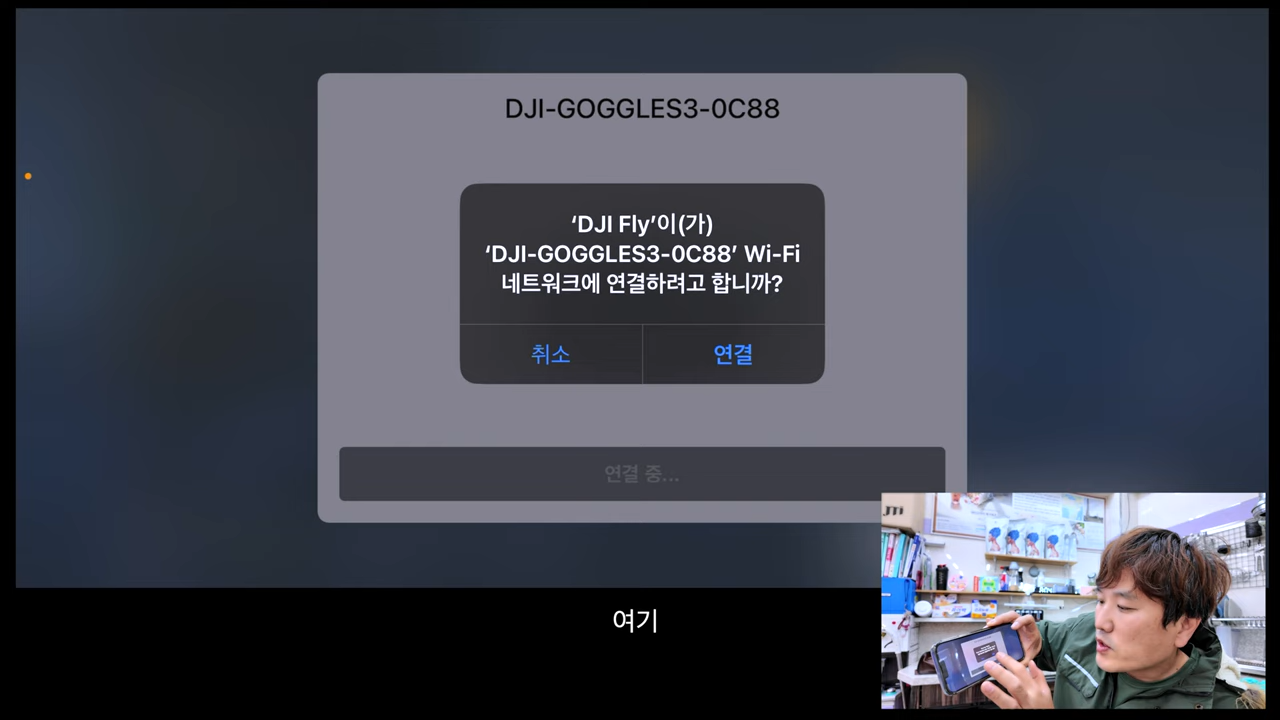 DJI-GOGGLES3-0C88
‘DJI Fly’이(가)
‘DJI-GOGGLES3-0C88’ Wi-Fi
네트워크에 연결하려고 합니까?
취소
연결
연결 중...
여기
JTi